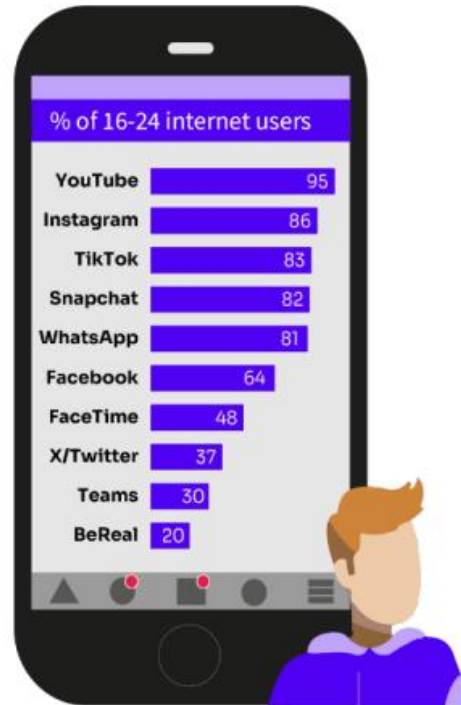 % of 16-24 internet users
YouTube 95
Instagram 86
TikTok 83
Snapchat 82
WhatsApp 81
Facebook 64
FaceTime 48
X/Twitter 37
Teams 30
BeReal 20